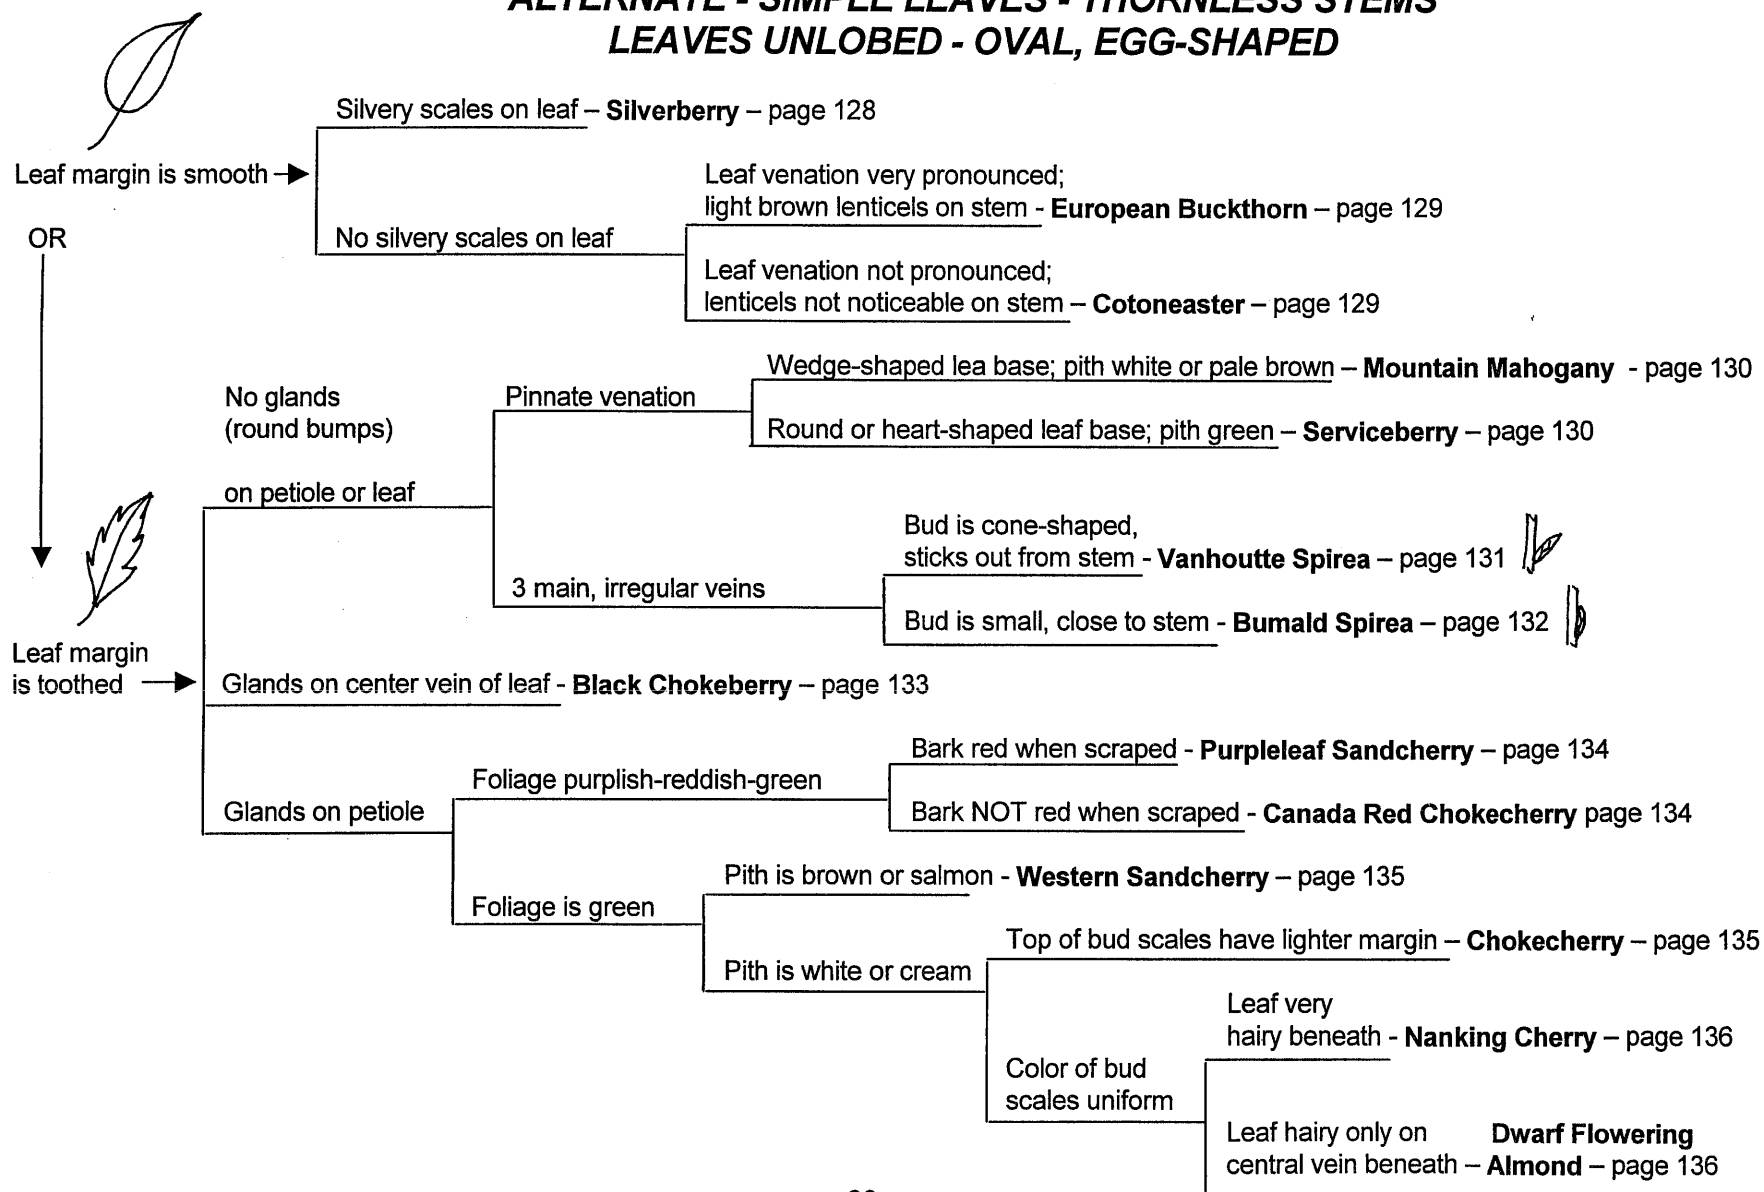 ALTERNATE - SIMPLE LEAVES - THORNLESS STEMS
LEAVES UNLOBED - OVAL, EGG-SHAPED
Silvery scales on leaf – Silverberry – page 128
Leaf margin is smooth
Leaf venation very pronounced;
light brown lenticels on stem - European Buckthorn – page 129
OR
No silvery scales on leaf
Leaf venation not pronounced;
lenticels not noticeable on stem – Cotoneaster – page 129
Wedge-shaped lea base; pith white or pale brown – Mountain Mahogany - page 130
No glands
(round bumps)
on petiole or leaf
Pinnate venation
Round or heart-shaped leaf base; pith green – Serviceberry – page 130
Bud is cone-shaped,
sticks out from stem - Vanhoutte Spirea – page 131
3 main, irregular veins
Bud is small, close to stem - Bumald Spirea – page 132
Leaf margin
is toothed
Glands on center vein of leaf - Black Chokeberry – page 133
Bark red when scraped - Purpleleaf Sandcherry – page 134
Foliage purplish-reddish-green
Glands on petiole
Bark NOT red when scraped - Canada Red Chokecherry page 134
Pith is brown or salmon - Western Sandcherry – page 135
Foliage is green
Top of bud scales have lighter margin – Chokecherry – page 135
Pith is white or cream
Leaf very
hairy beneath - Nanking Cherry – page 136
Color of bud
scales uniform
Leaf hairy only on Dwarf Flowering
central vein beneath – Almond – page 136